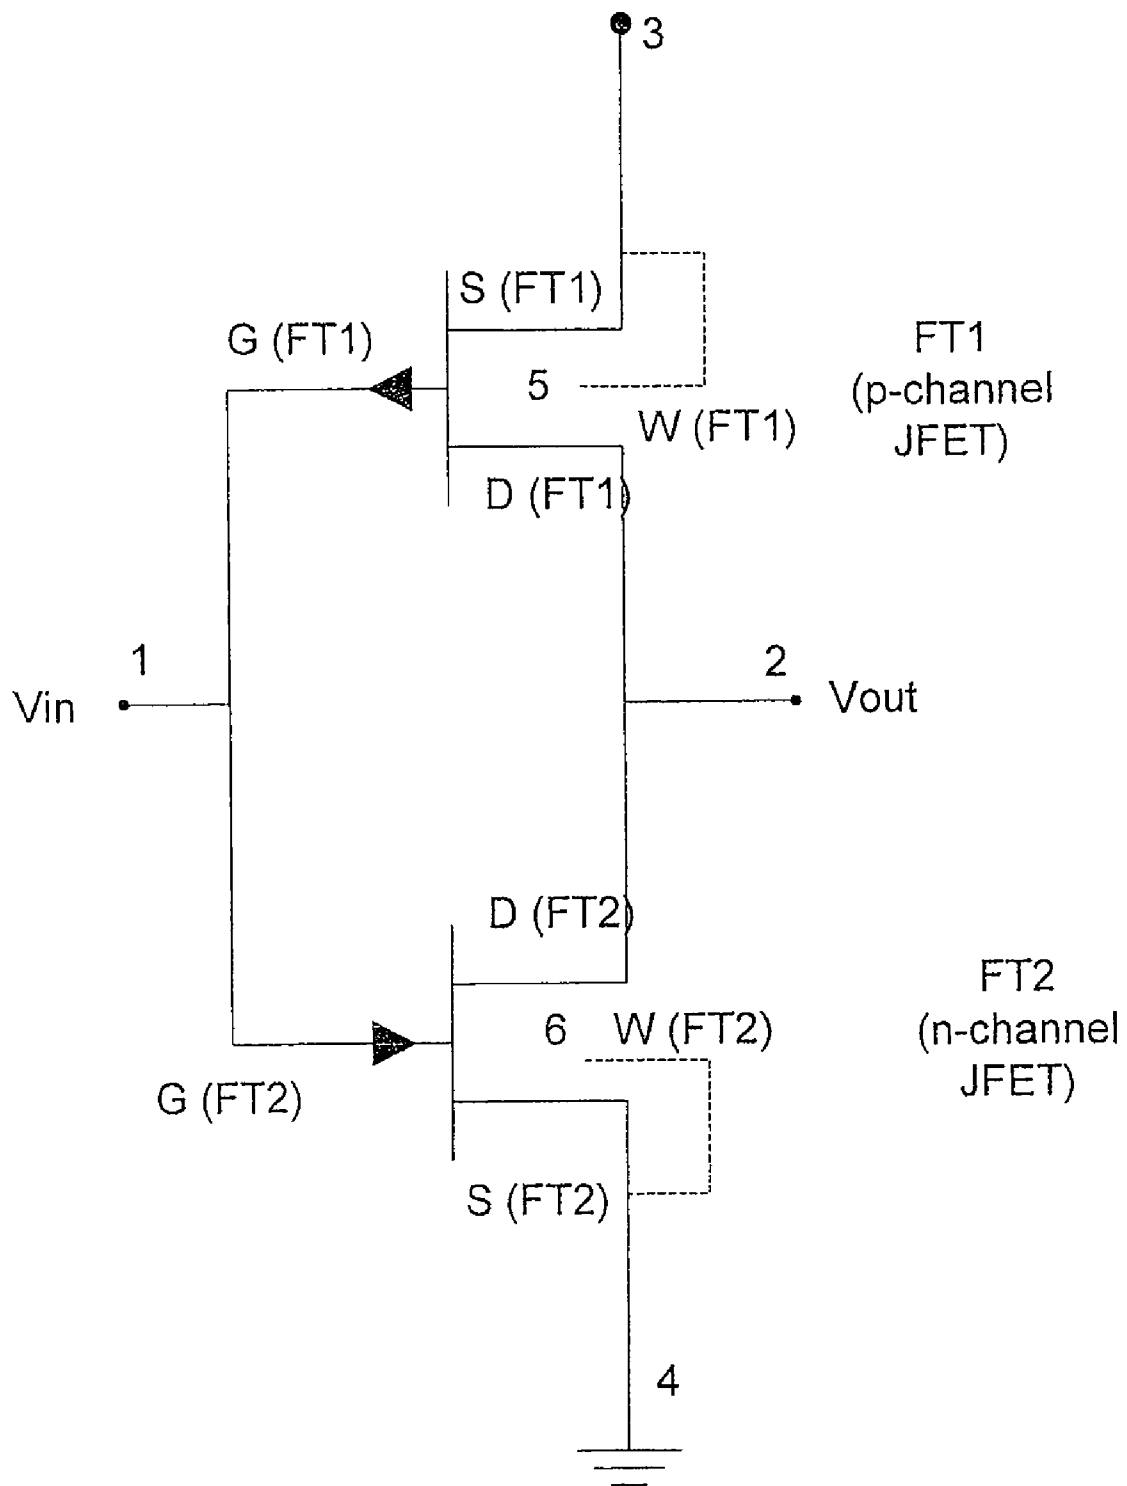 3
S (FT1)
G (FT1)
FT1
(p-channel
JFET)
5
W (FT1)
D (FT1)
1
2
Vin
Vout
D (FT2)
FT2
(n-channel
JFET)
6
W (FT2)
G (FT2)
S (FT2)
4